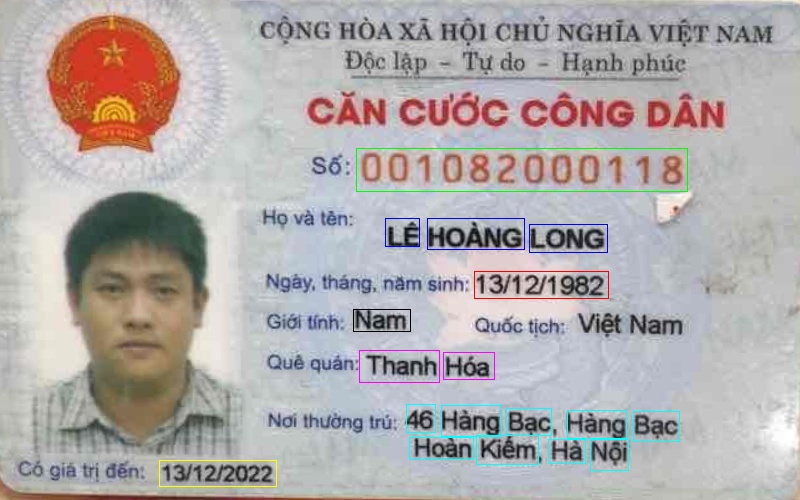 CỘNG HÒA XÃ HỘI CHỦ NGHĨA VIỆT NAM
Độc lập – Tự do – Hạnh phúc
CĂN CƯỚC CÔNG DÂN
Số: 001082000118
Họ và tên: LÊ HOÀNG LONG
Ngày, tháng, năm sinh: 13/12/1982
Giới tính: Nam Quốc tịch: Việt Nam
Quê quán: Thanh Hóa
Nơi thường trú: 46 Hàng Bạc, Hàng Bạc
Hoàn Kiếm, Hà Nội
Có giá trị đến: 13/12/2022
VIỆT NAM